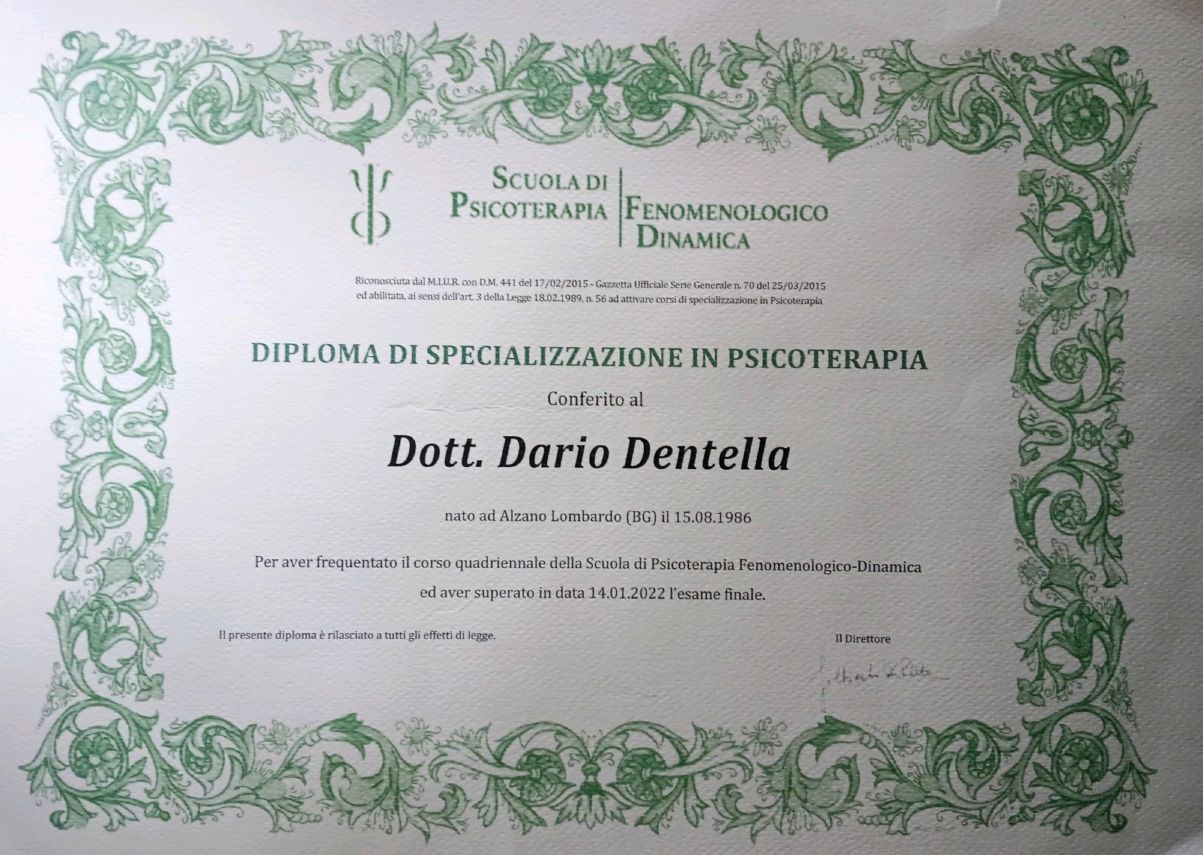 SCUOLA DI
PSICOTERAPIA
FENOMENOLOGICO
DINAMICA
Riconosciuta dal M.I.U.R. con D.M. 441 del 17/02/2015 - Gazzetta Ufficiale Serie Generale n. 70 del 25/03/2015
ed abilitata, ai sensi dell'art. 3 della Legge 18.02.1989, n. 56 ad attivare corsi di specializzazione in Psicoterapia
DIPLOMA DI SPECIALIZZAZIONE IN PSICOTERAPIA
Conferito al
Dott. Dario Dentella
nato ad Alzano Lombardo (BG) il 15.08.1986
Per aver frequentato il corso quadriennale della Scuola di Psicoterapia Fenomenologico-Dinamica
ed aver superato in data 14.01.2022 l'esame finale.
Il presente diploma è rilasciato a tutti gli effetti di legge.
Il Direttore